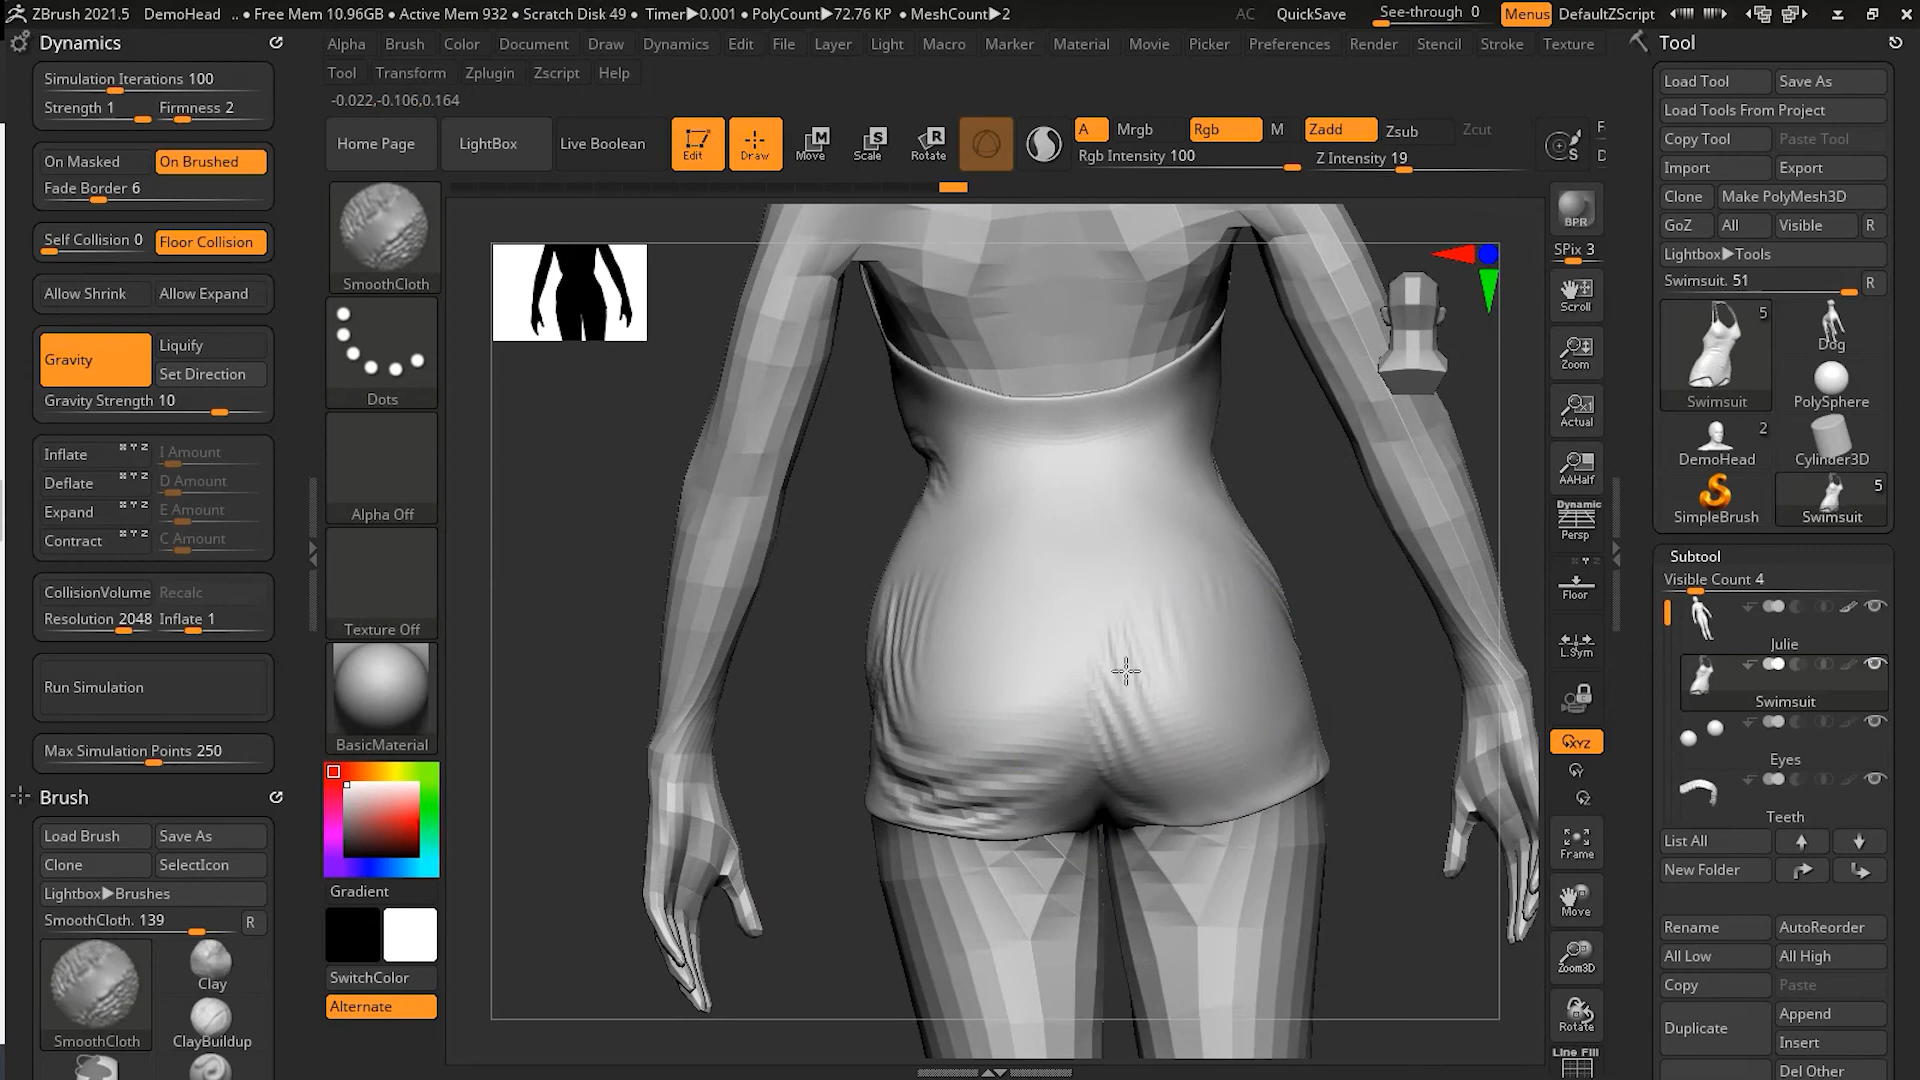 ZBrush 2021.5 DemoHead .. • Free Mem 10.96GB • Active Mem 932 • Scratch Disk 49 • Timer▶0.001 • PolyCount▶72.76 KP • MeshCount▶2 AC QuickSave See-through 0 Menus DefaultZScript
Dynamics
Alpha Brush Color Document Draw Dynamics Edit File Layer Light Macro Marker Material Movie Picker Preferences Render Stencil Stroke Texture
Tool Transform Zplugin Zscript Help
-0.022,-0.106,0.164
Simulation Iterations 100
Strength 1 Firmness 2
On Masked On Brushed
Fade Border 6
Self Collision 0 Floor Collision
Allow Shrink Allow Expand
Gravity Liquify
Set Direction
Gravity Strength 10
Inflate X Y Z I Amount
Deflate X Y Z D Amount
Expand X Y Z E Amount
Contract X Y Z C Amount
CollisionVolume Recalc
Resolution 2048 Inflate 1
Run Simulation
Max Simulation Points 250
Brush
Load Brush Save As
Clone SelectIcon
Lightbox▶Brushes
SmoothCloth. 139 R
SmoothCloth Clay
ClayBuildup
Home Page LightBox Live Boolean Edit Draw Move Scale Rotate
M S R
A Mrgb Rgb M Zadd Zsub Zcut
Rgb Intensity 100 Z Intensity 19
S F
D
SmoothCloth
Dots
Alpha Off
Texture Off
BasicMaterial
Gradient
SwitchColor
Alternate
BPR
SPix 3
Scroll
Zoom
Actual
AAHalf
Dynamic
Persp
Floor
L.Sym
XYZ
Frame
Move
Zoom3D
Rotate
Line Fill
Tool
Load Tool Save As
Load Tools From Project
Copy Tool Paste Tool
Import Export
Clone Make PolyMesh3D
GoZ All Visible R
Lightbox▶Tools
Swimsuit. 51 R
5
Swimsuit Dog
PolySphere
2
DemoHead Cylinder3D
5
SimpleBrush Swimsuit
Subtool
Visible Count 4
Julie
Swimsuit
Eyes
Teeth
List All
New Folder
Rename AutoReorder
All Low All High
Copy Paste
Duplicate Append
Insert
Del Other